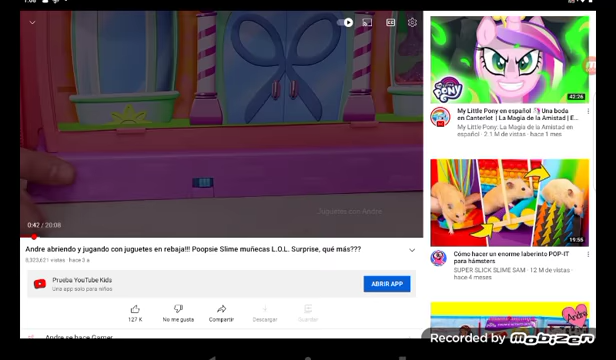 Juguetes con Andre
0:42 / 20:08
Andre abriendo y jugando con juguetes en rebaja!!! Poopsie Slime muñecas L.O.L. Surprise, qué más???
8,323,621 vistas · hace 3 a
Prueba YouTube Kids
Una app solo para niños
ABRIR APP
127 K
No me gusta
Compartir
Descargar
Guardar
Andre se hace Gamer
My Little Pony
42:26
My Little Pony en español
Una boda
en Canterlot | La Magia de la Amistad | E...
My Little Pony: La Magia de la Amistad en
español · 2.1 M de vistas · hace 1 mes
19:55
Cómo hacer un enorme laberinto POP-IT
para hámsters
SUPER SLICK SLIME SAM · 12 M de vistas ·
hace 4 meses
Andre
Recorded by mobizen